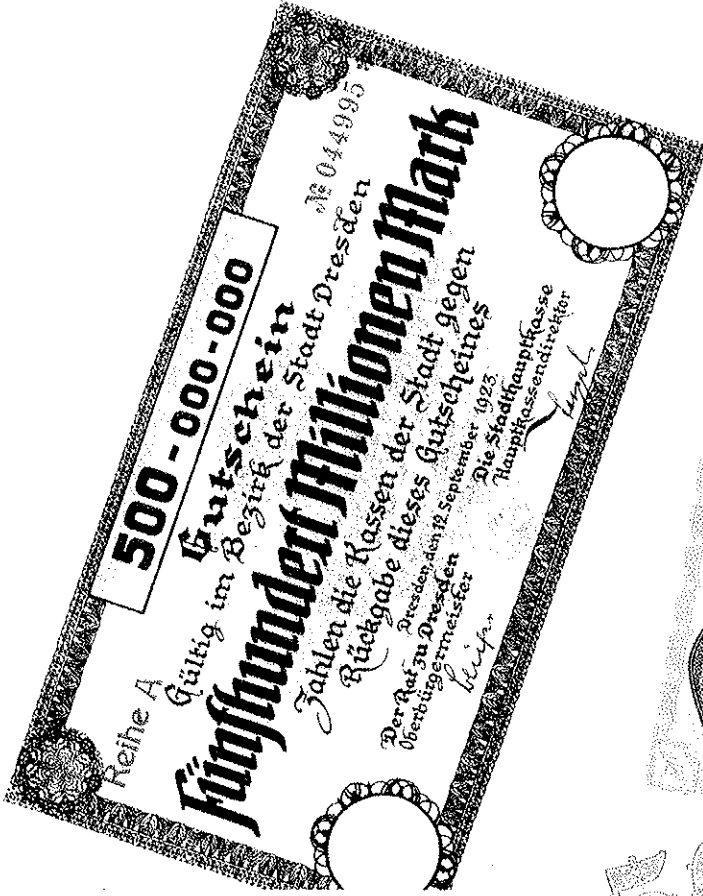 500-000-000
Reihe A
№ 044995
Gutschein
Gültig im Bezirk der Stadt Dresden
Fünfhundert Millionen Mark
Zahlen die Kassen der Stadt gegen
Rückgabe dieses Gutscheines
Dresden, den 12. September 1923.
Der Rat zu Dresden
Oberbürgermeister
Die Stadthauptkasse
Hauptkassendirektor